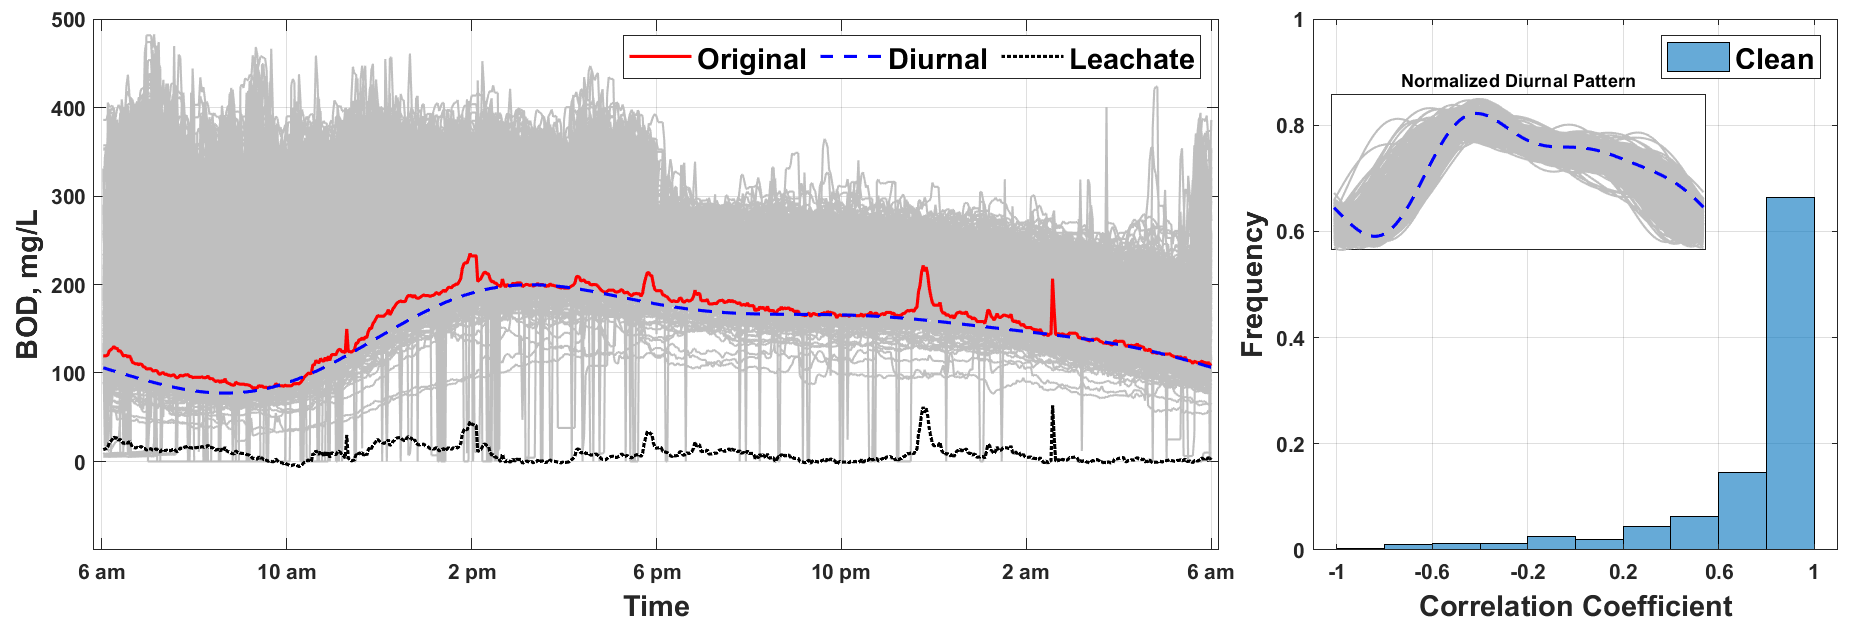 500
400
300
200
100
0
BOD, mg/L
Original Diurnal Leachate
6 am 10 am 2 pm 6 pm 10 pm 2 am 6 am
Time
1
0.8
0.6
0.4
0.2
0
Frequency
Clean
Normalized Diurnal Pattern
-1 -0.6 -0.2 0.2 0.6 1
Correlation Coefficient